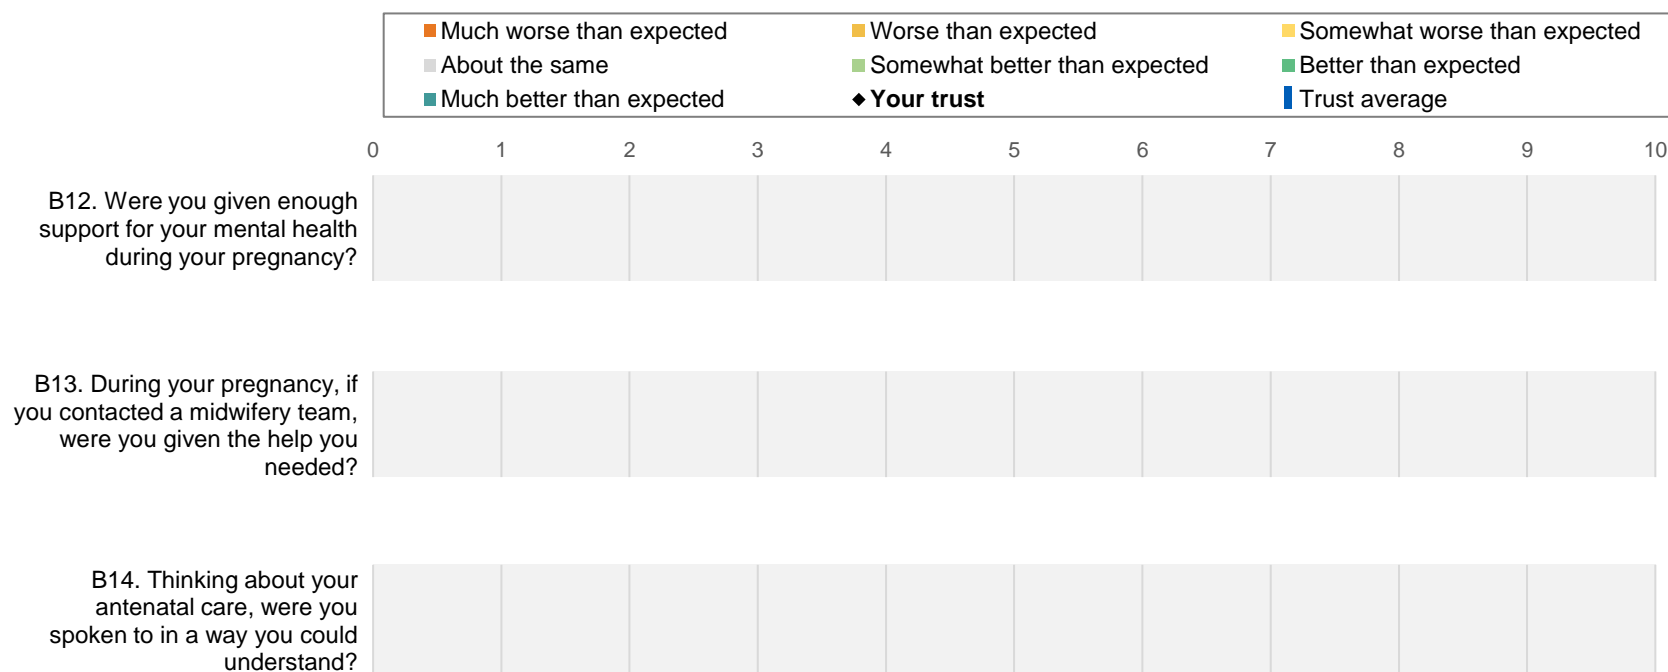 Much worse than expected
Worse than expected
Somewhat worse than expected
About the same
Somewhat better than expected
Better than expected
Much better than expected
Your trust
Trust average
0 1 2 3 4 5 6 7 8 9 10
B12. Were you given enough
support for your mental health
during your pregnancy?
B13. During your pregnancy, if
you contacted a midwifery team,
were you given the help you
needed?
B14. Thinking about your
antenatal care, were you
spoken to in a way you could
understand?